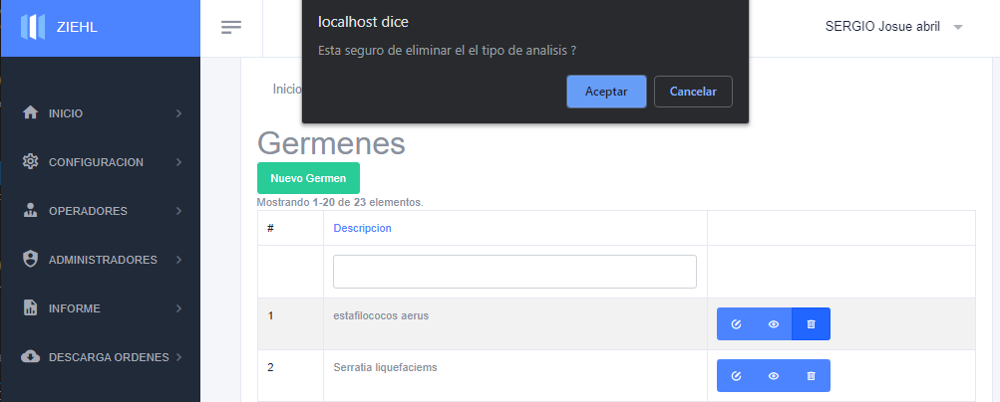 localhost dice
Esta seguro de eliminar el el tipo de analisis ?
Aceptar
Cancelar
ZIEHL
SERGIO Josue abril
INICIO
CONFIGURACION
OPERADORES
ADMINISTRADORES
INFORME
DESCARGA ORDENES
Inicio
Germenes
Nuevo Germen
Mostrando 1-20 de 23 elementos.
# Descripcion
1 estafilococos aerus
2 Serratia liquefaciems